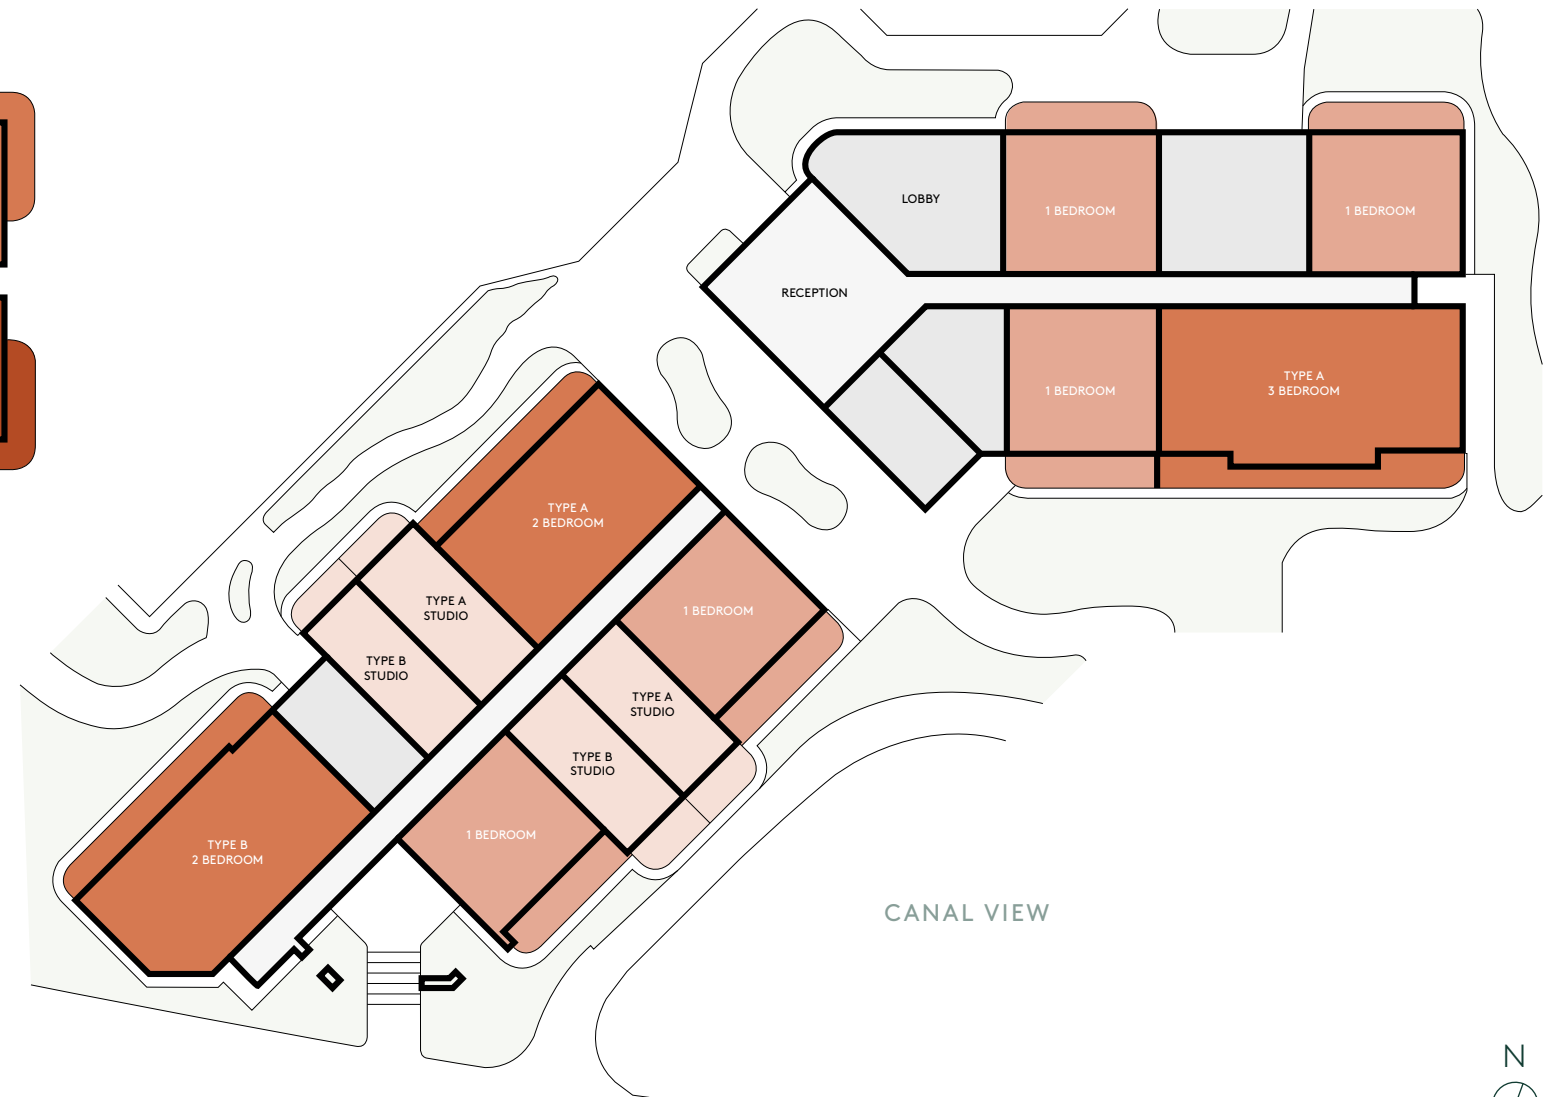 LOBBY
1 BEDROOM
1 BEDROOM
RECEPTION
1 BEDROOM
TYPE A
3 BEDROOM
TYPE A
2 BEDROOM
TYPE A
STUDIO
1 BEDROOM
TYPE B
STUDIO
TYPE A
STUDIO
TYPE B
STUDIO
1 BEDROOM
TYPE B
2 BEDROOM
CANAL VIEW
N